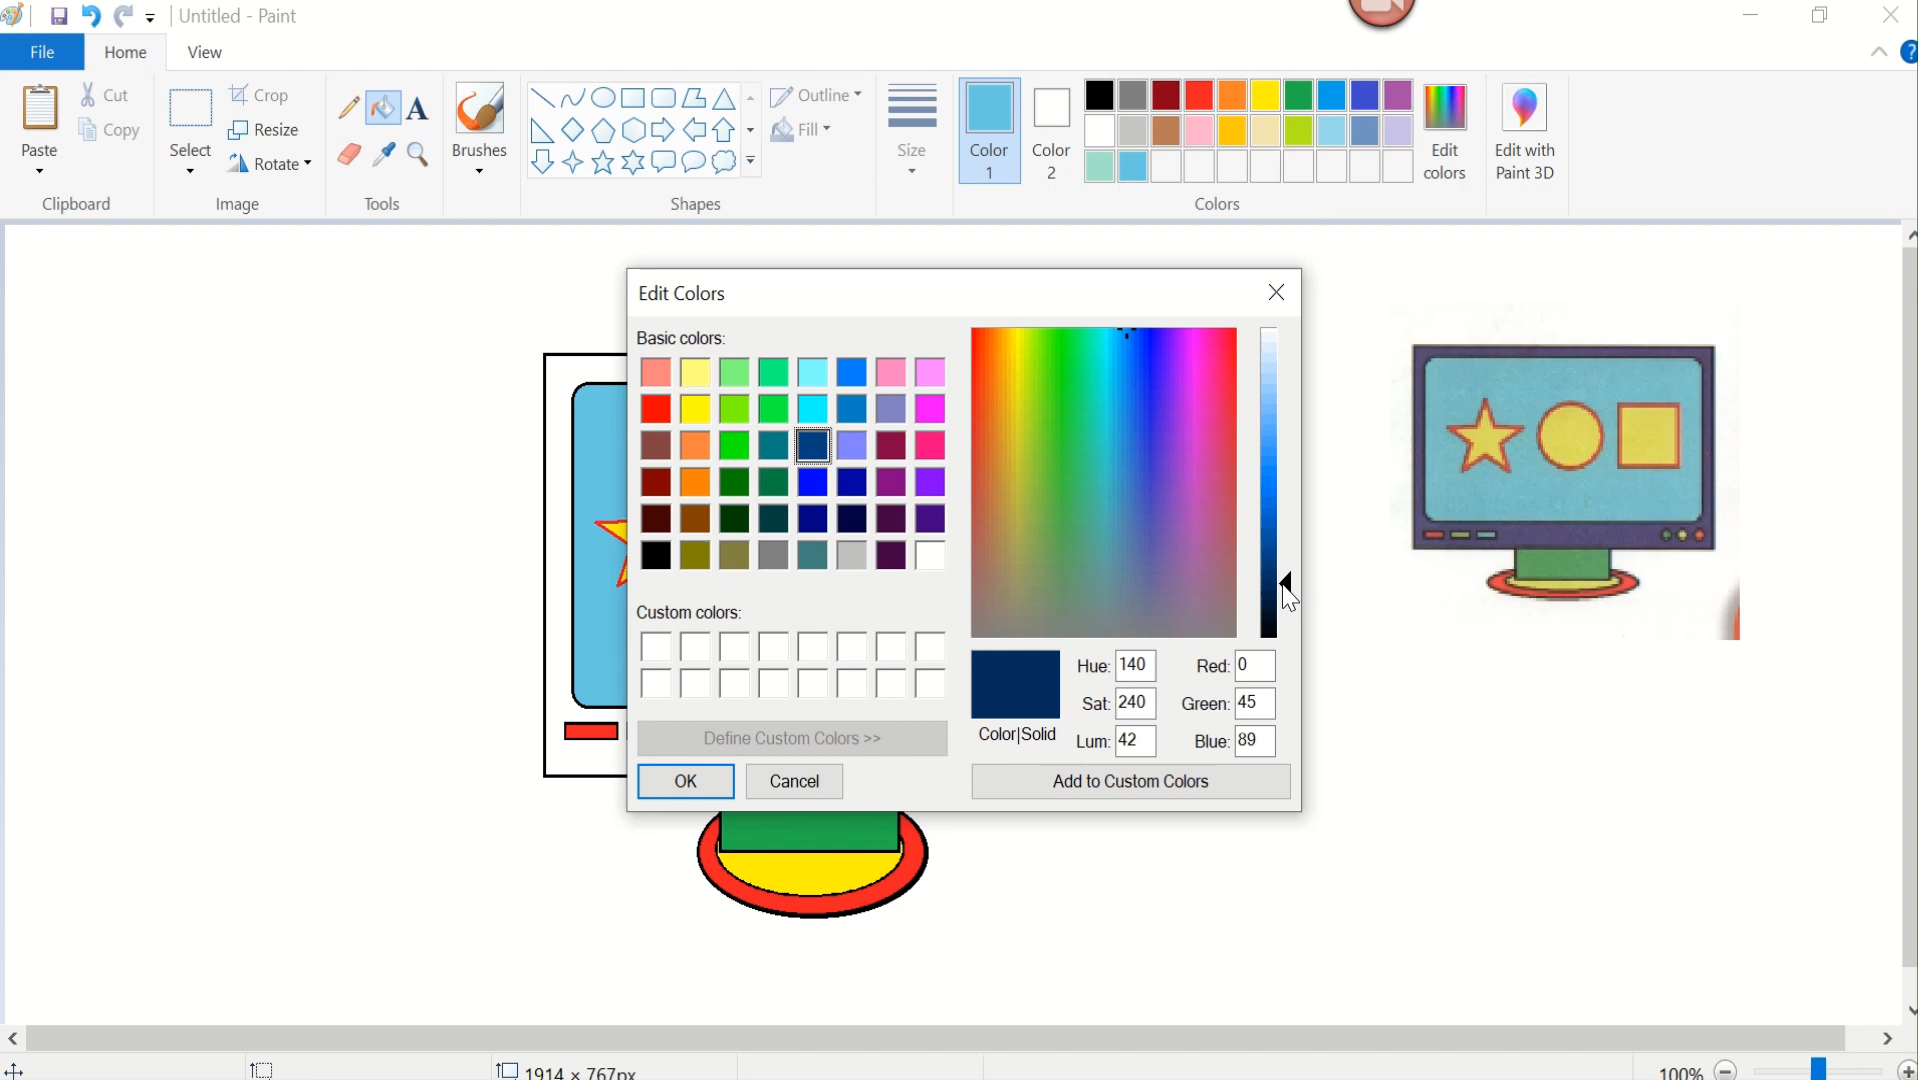 Untitled - Paint
File
Home
View
Paste
Cut
Copy
Clipboard
Select
Crop
Resize
Rotate
Image
Tools
Brushes
Shapes
Outline
Fill
Size
Color
1
Color
2
Edit
colors
Colors
Edit with
Paint 3D
Edit Colors
Basic colors:
Custom colors:
Define Custom Colors >>
OK
Cancel
Color|Solid
Hue: 140
Sat: 240
Lum: 42
Red: 0
Green: 45
Blue: 89
Add to Custom Colors
1914 × 767px
100%